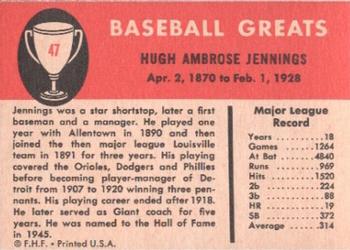 BASEBALL GREATS
47
HUGH AMBROSE JENNINGS
Apr. 2, 1870 to Feb. 1, 1928
Jennings was a star shortstop, later a first
baseman and a manager. He played one
year with Allentown in 1890 and then
joined the then major league Louisville
team in 1891 for three years. His playing
covered the Orioles, Dodgers and Phillies
before becoming player-manager of De-
troit from 1907 to 1920 winning three pen-
nants. His playing career ended after 1918.
He later served as Giant coach for five
years. He was named to the Hall of Fame
in 1945.
© F.H.F. • Printed U.S.A.
Major League
Record
Years 18
Games 1264
At Bat 4840
Runs 969
Hits 1520
2b 224
3b 88
HR 19
SB 372
Average .314